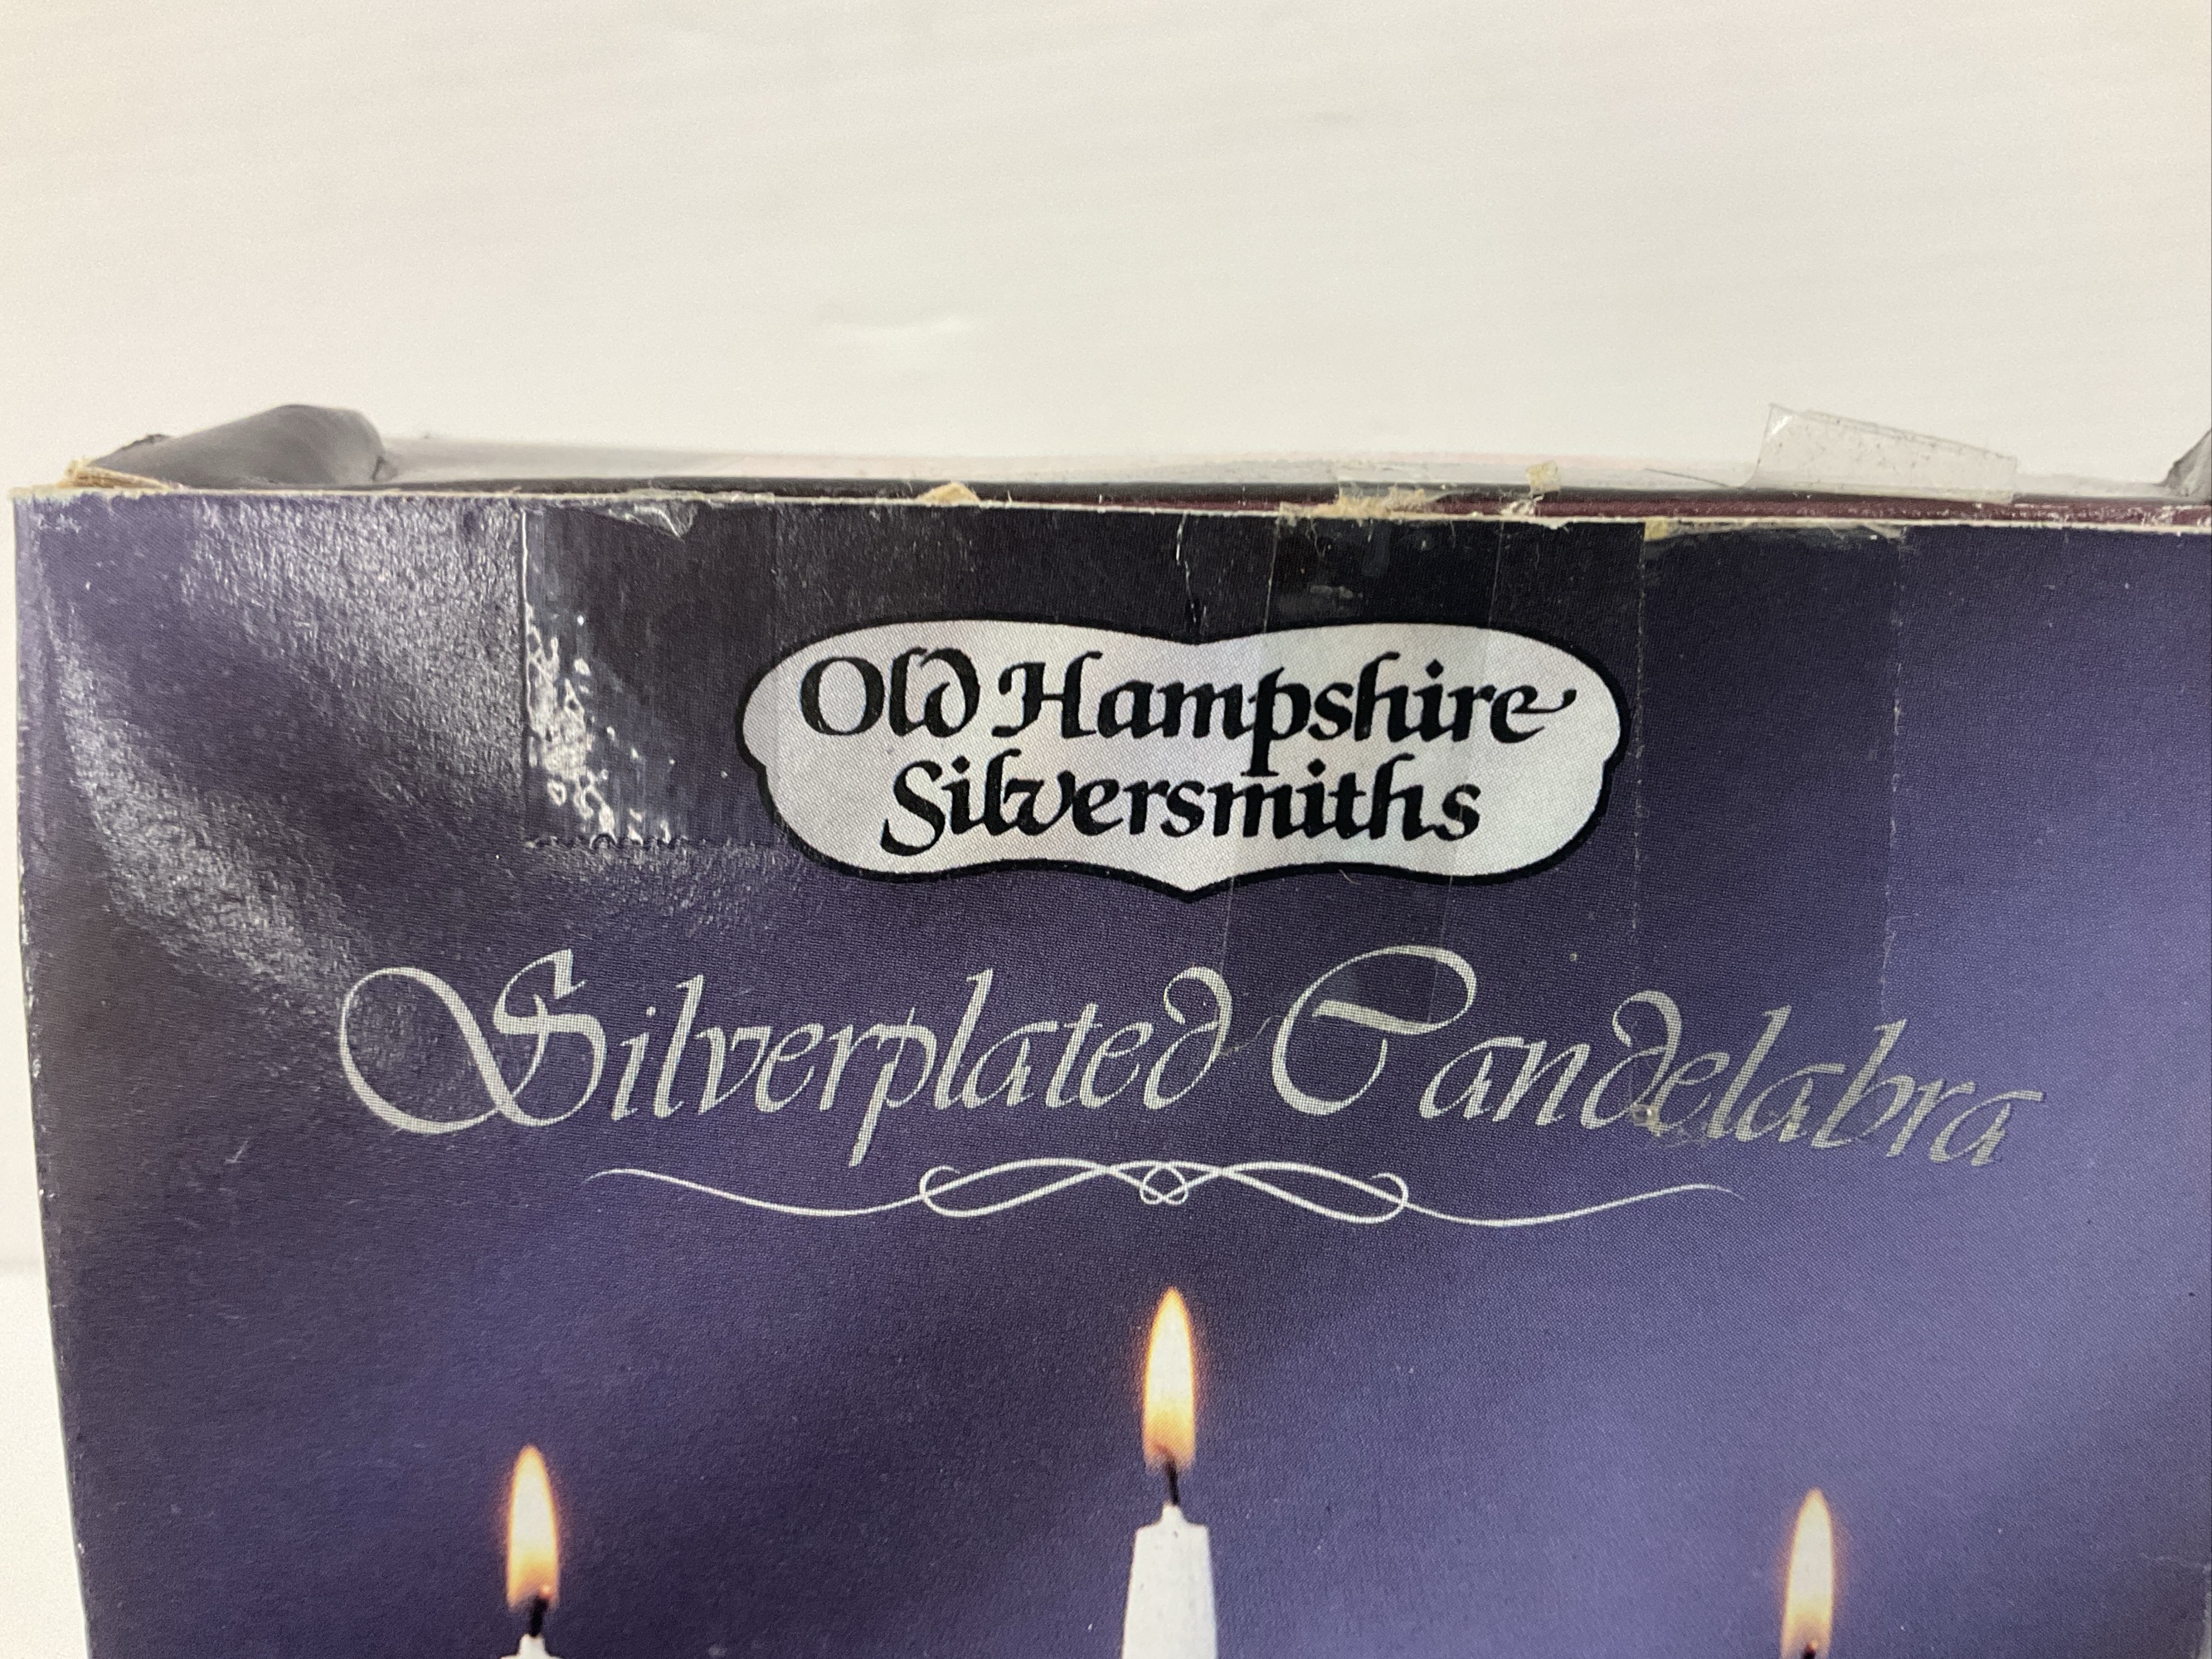 Old Hampshire
Silversmiths
Silverplated Candelabra